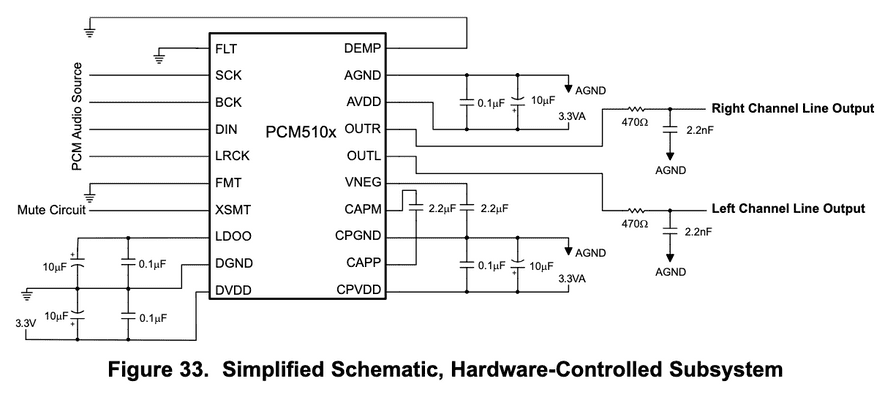 FLT
SCK
BCK
DIN
LRCK
FMT
XSMT
LDOO
DGND
DVDD
PCM510x
DEMP
AGND
AVDD
OUTR
OUTL
VNEG
CAPM
CPGND
CAPP
CPVDD
PCM Audio Source
Mute Circuit
10µF
0.1µF
3.3V
10µF
0.1µF
0.1µF
10µF
AGND
3.3VA
470Ω
2.2nF
AGND
Right Channel Line Output
2.2µF
2.2µF
470Ω
2.2nF
AGND
Left Channel Line Output
0.1µF
10µF
AGND
3.3VA
Figure 33. Simplified Schematic, Hardware-Controlled Subsystem